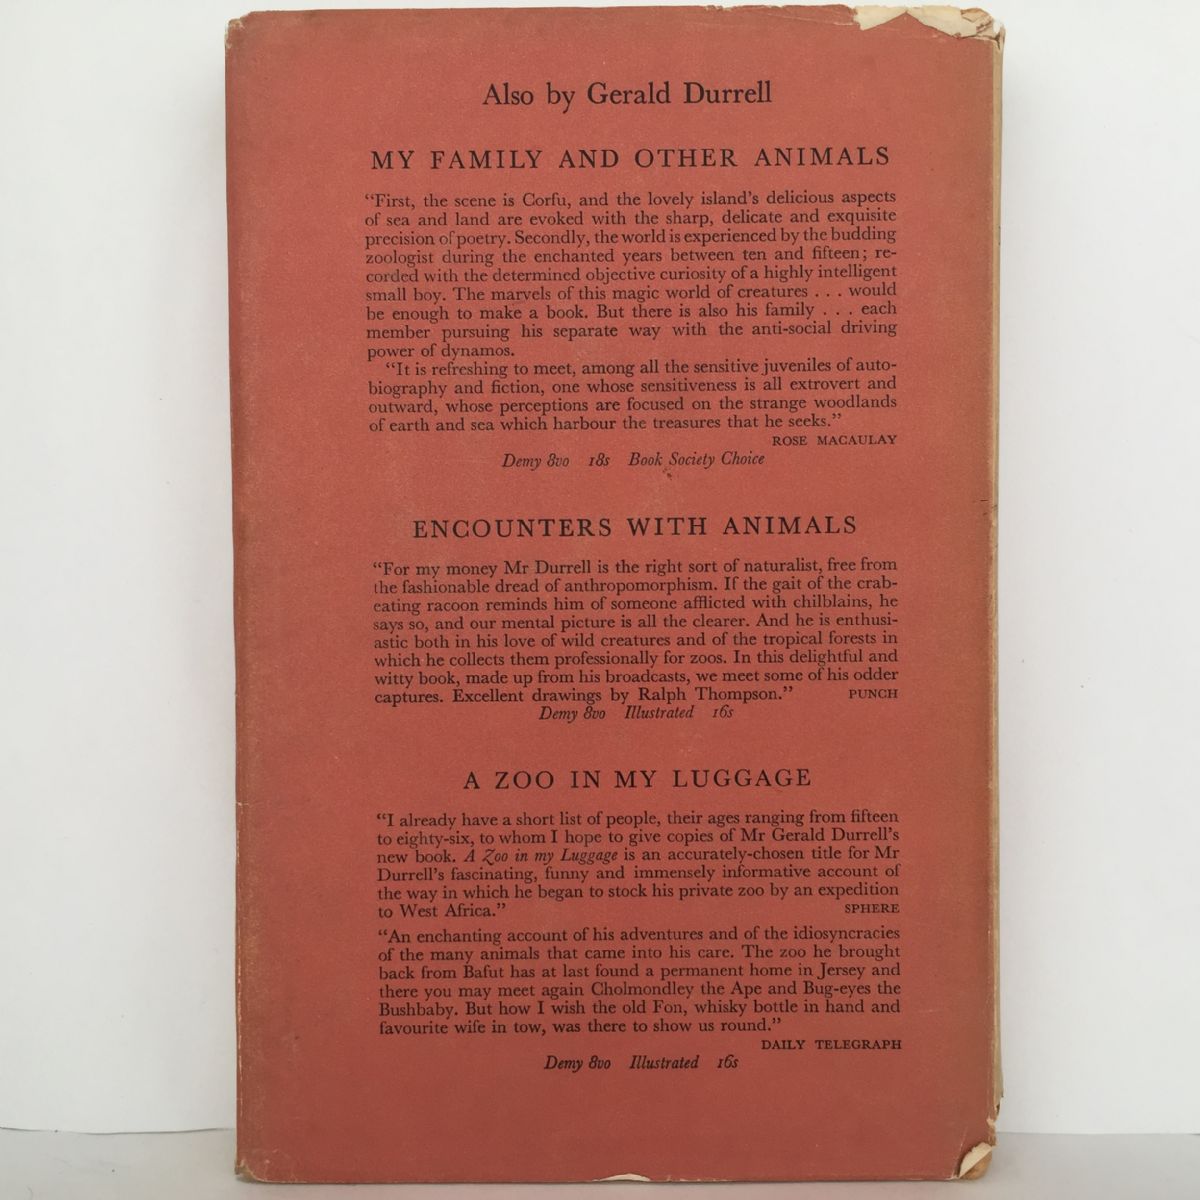 Also by Gerald Durrell
MY FAMILY AND OTHER ANIMALS
“First, the scene is Corfu, and the lovely island’s delicious aspects
of sea and land are evoked with the sharp, delicate and exquisite
precision of poetry. Secondly, the world is experienced by the budding
zoologist during the enchanted years between ten and fifteen; re-
corded with the determined objective curiosity of a highly intelligent
small boy. The marvels of this magic world of creatures . . . would
be enough to make a book. But there is also his family . . . each
member pursuing his separate way with the anti-social driving
power of dynamos.
“It is refreshing to meet, among all the sensitive juveniles of auto-
biography and fiction, one whose sensitiveness is all extrovert and
outward, whose perceptions are focused on the strange woodlands
of earth and sea which harbour the treasures that he seeks.”
ROSE MACAULAY
Demy 8vo 18s Book Society Choice
ENCOUNTERS WITH ANIMALS
“For my money Mr Durrell is the right sort of naturalist, free from
the fashionable dread of anthropomorphism. If the gait of the crab-
eating racoon reminds him of someone afflicted with chilblains, he
says so, and our mental picture is all the clearer. And he is enthusi-
astic both in his love of wild creatures and of the tropical forests in
which he collects them professionally for zoos. In this delightful and
witty book, made up from his broadcasts, we meet some of his odder
captures. Excellent drawings by Ralph Thompson.” PUNCH
Demy 8vo Illustrated 16s
A ZOO IN MY LUGGAGE
“I already have a short list of people, their ages ranging from fifteen
to eighty-six, to whom I hope to give copies of Mr Gerald Durrell’s
new book. A Zoo in my Luggage is an accurately-chosen title for Mr
Durrell’s fascinating, funny and immensely informative account of
the way in which he began to stock his private zoo by an expedition
to West Africa.” SPHERE
“An enchanting account of his adventures and of the idiosyncracies
of the many animals that came into his care. The zoo he brought
back from Bafut has at last found a permanent home in Jersey and
there you may meet again Cholmondley the Ape and Bug-eyes the
Bushbaby. But how I wish the old Fon, whisky bottle in hand and
favourite wife in tow, was there to show us round.”
DAILY TELEGRAPH
Demy 8vo Illustrated 16s